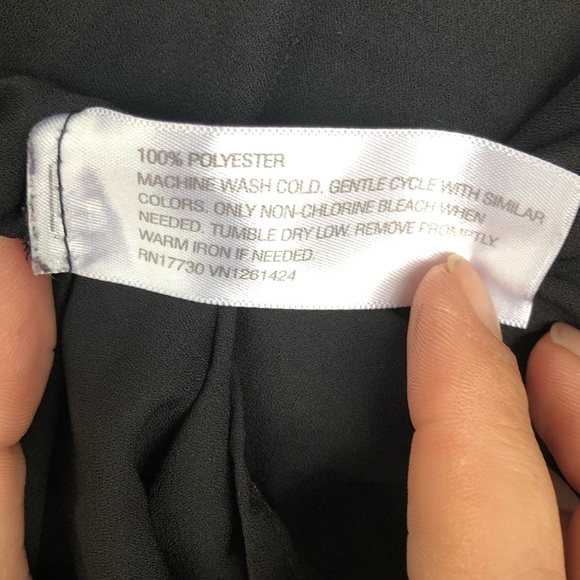 100% POLYESTER
MACHINE WASH COLD. GENTLE CYCLE WITH SIMILAR
COLORS. ONLY NON-CHLORINE BLEACH WHEN
NEEDED. TUMBLE DRY LOW. REMOVE PROMPTLY.
WARM IRON IF NEEDED.
RN17730 VN1261424